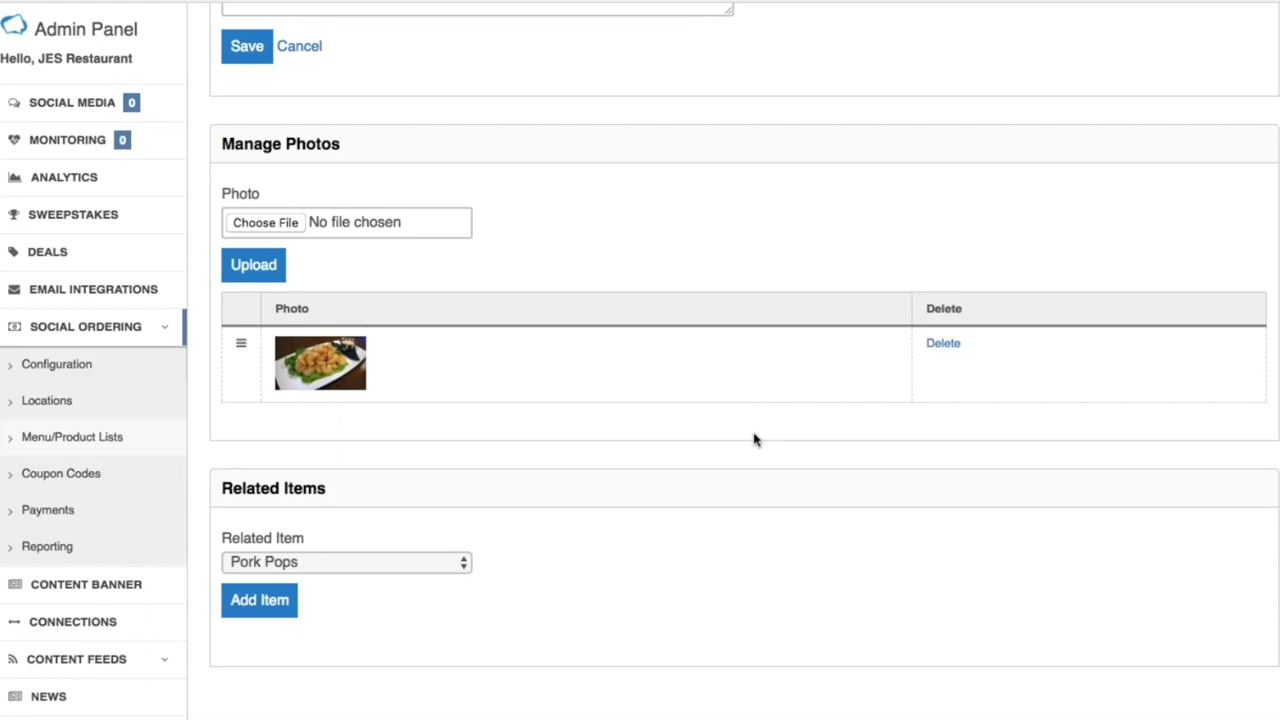 Admin Panel
Hello, JES Restaurant
SOCIAL MEDIA 0
MONITORING 0
ANALYTICS
SWEEPSTAKES
DEALS
EMAIL INTEGRATIONS
SOCIAL ORDERING
Configuration
Locations
Menu/Product Lists
Coupon Codes
Payments
Reporting
CONTENT BANNER
CONNECTIONS
CONTENT FEEDS
NEWS
Save Cancel
Manage Photos
Photo
Choose File No file chosen
Upload
Photo Delete
Delete
Related Items
Related Item
Pork Pops
Add Item